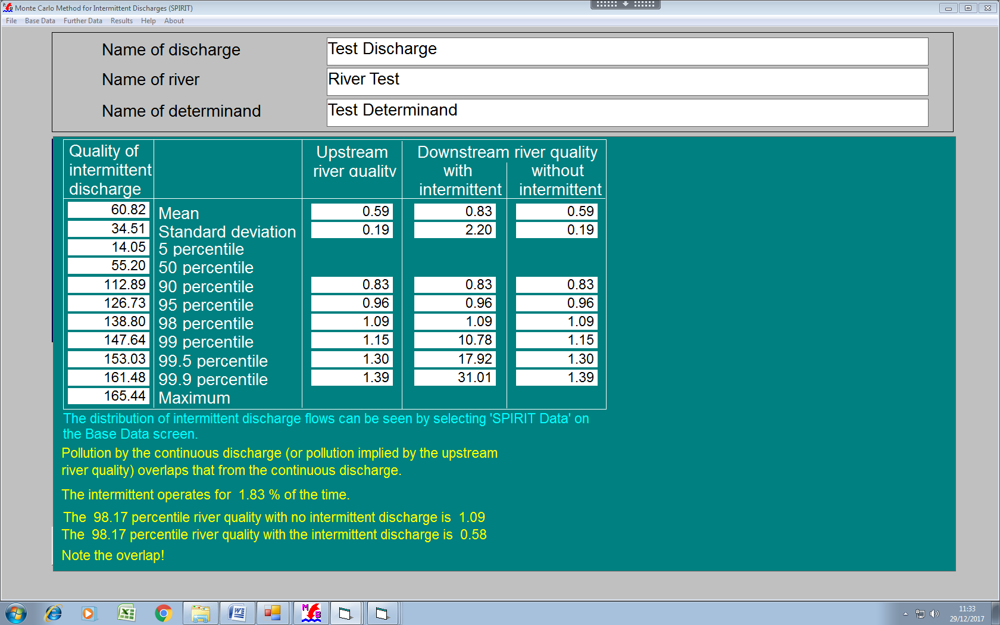 Monte Carlo Method for Intermittent Discharges (SPIRIT)
File Base Data Further Data Results Help About
Name of discharge Test Discharge
Name of river River Test
Name of determinand Test Determinand
Quality of intermittent discharge Upstream river quality Downstream river quality
with intermittent without intermittent
60.82 Mean 0.59 0.83 0.59
34.51 Standard deviation 0.19 2.20 0.19
14.05 5 percentile
55.20 50 percentile
112.89 90 percentile 0.83 0.83 0.83
126.73 95 percentile 0.96 0.96 0.96
138.80 98 percentile 1.09 1.09 1.09
147.64 99 percentile 1.15 10.78 1.15
153.03 99.5 percentile 1.30 17.92 1.30
161.48 99.9 percentile 1.39 31.01 1.39
165.44 Maximum
The distribution of intermittent discharge flows can be seen by selecting 'SPIRIT Data' on
the Base Data screen.
Pollution by the continuous discharge (or pollution implied by the upstream
river quality) overlaps that from the continuous discharge.
The intermittent operates for 1.83 % of the time.
The 98.17 percentile river quality with no intermittent discharge is 1.09
The 98.17 percentile river quality with the intermittent discharge is 0.58
Note the overlap!
M
B
11:33
29/12/2017